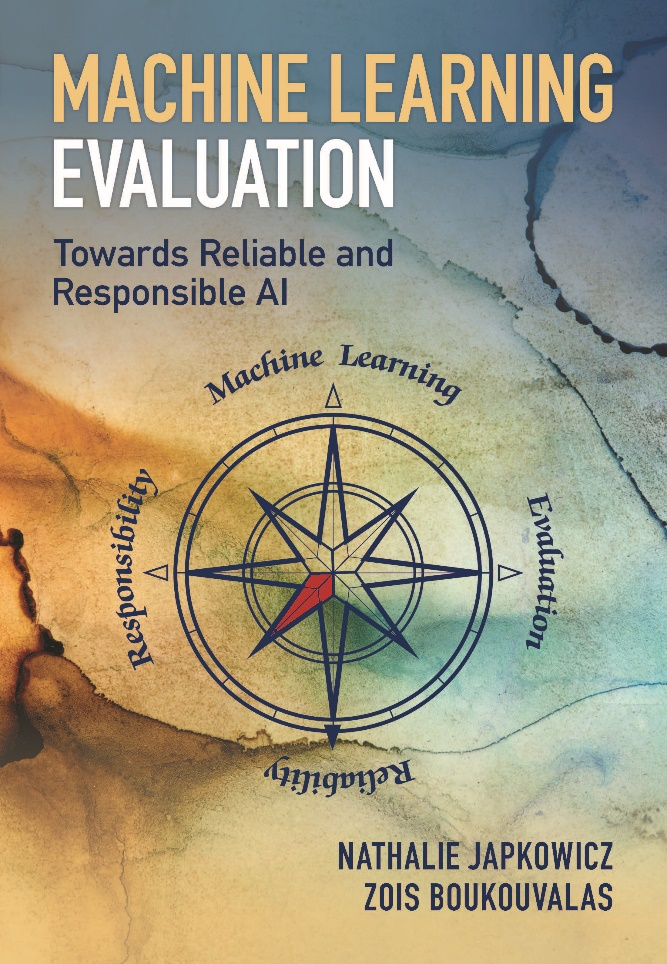 MACHINE LEARNING
EVALUATION
Towards Reliable and
Responsible AI
Machine Learning
Responsibility
Evaluation
Reliability
NATHALIE JAPKOWICZ
ZOIS BOUKOUVALAS